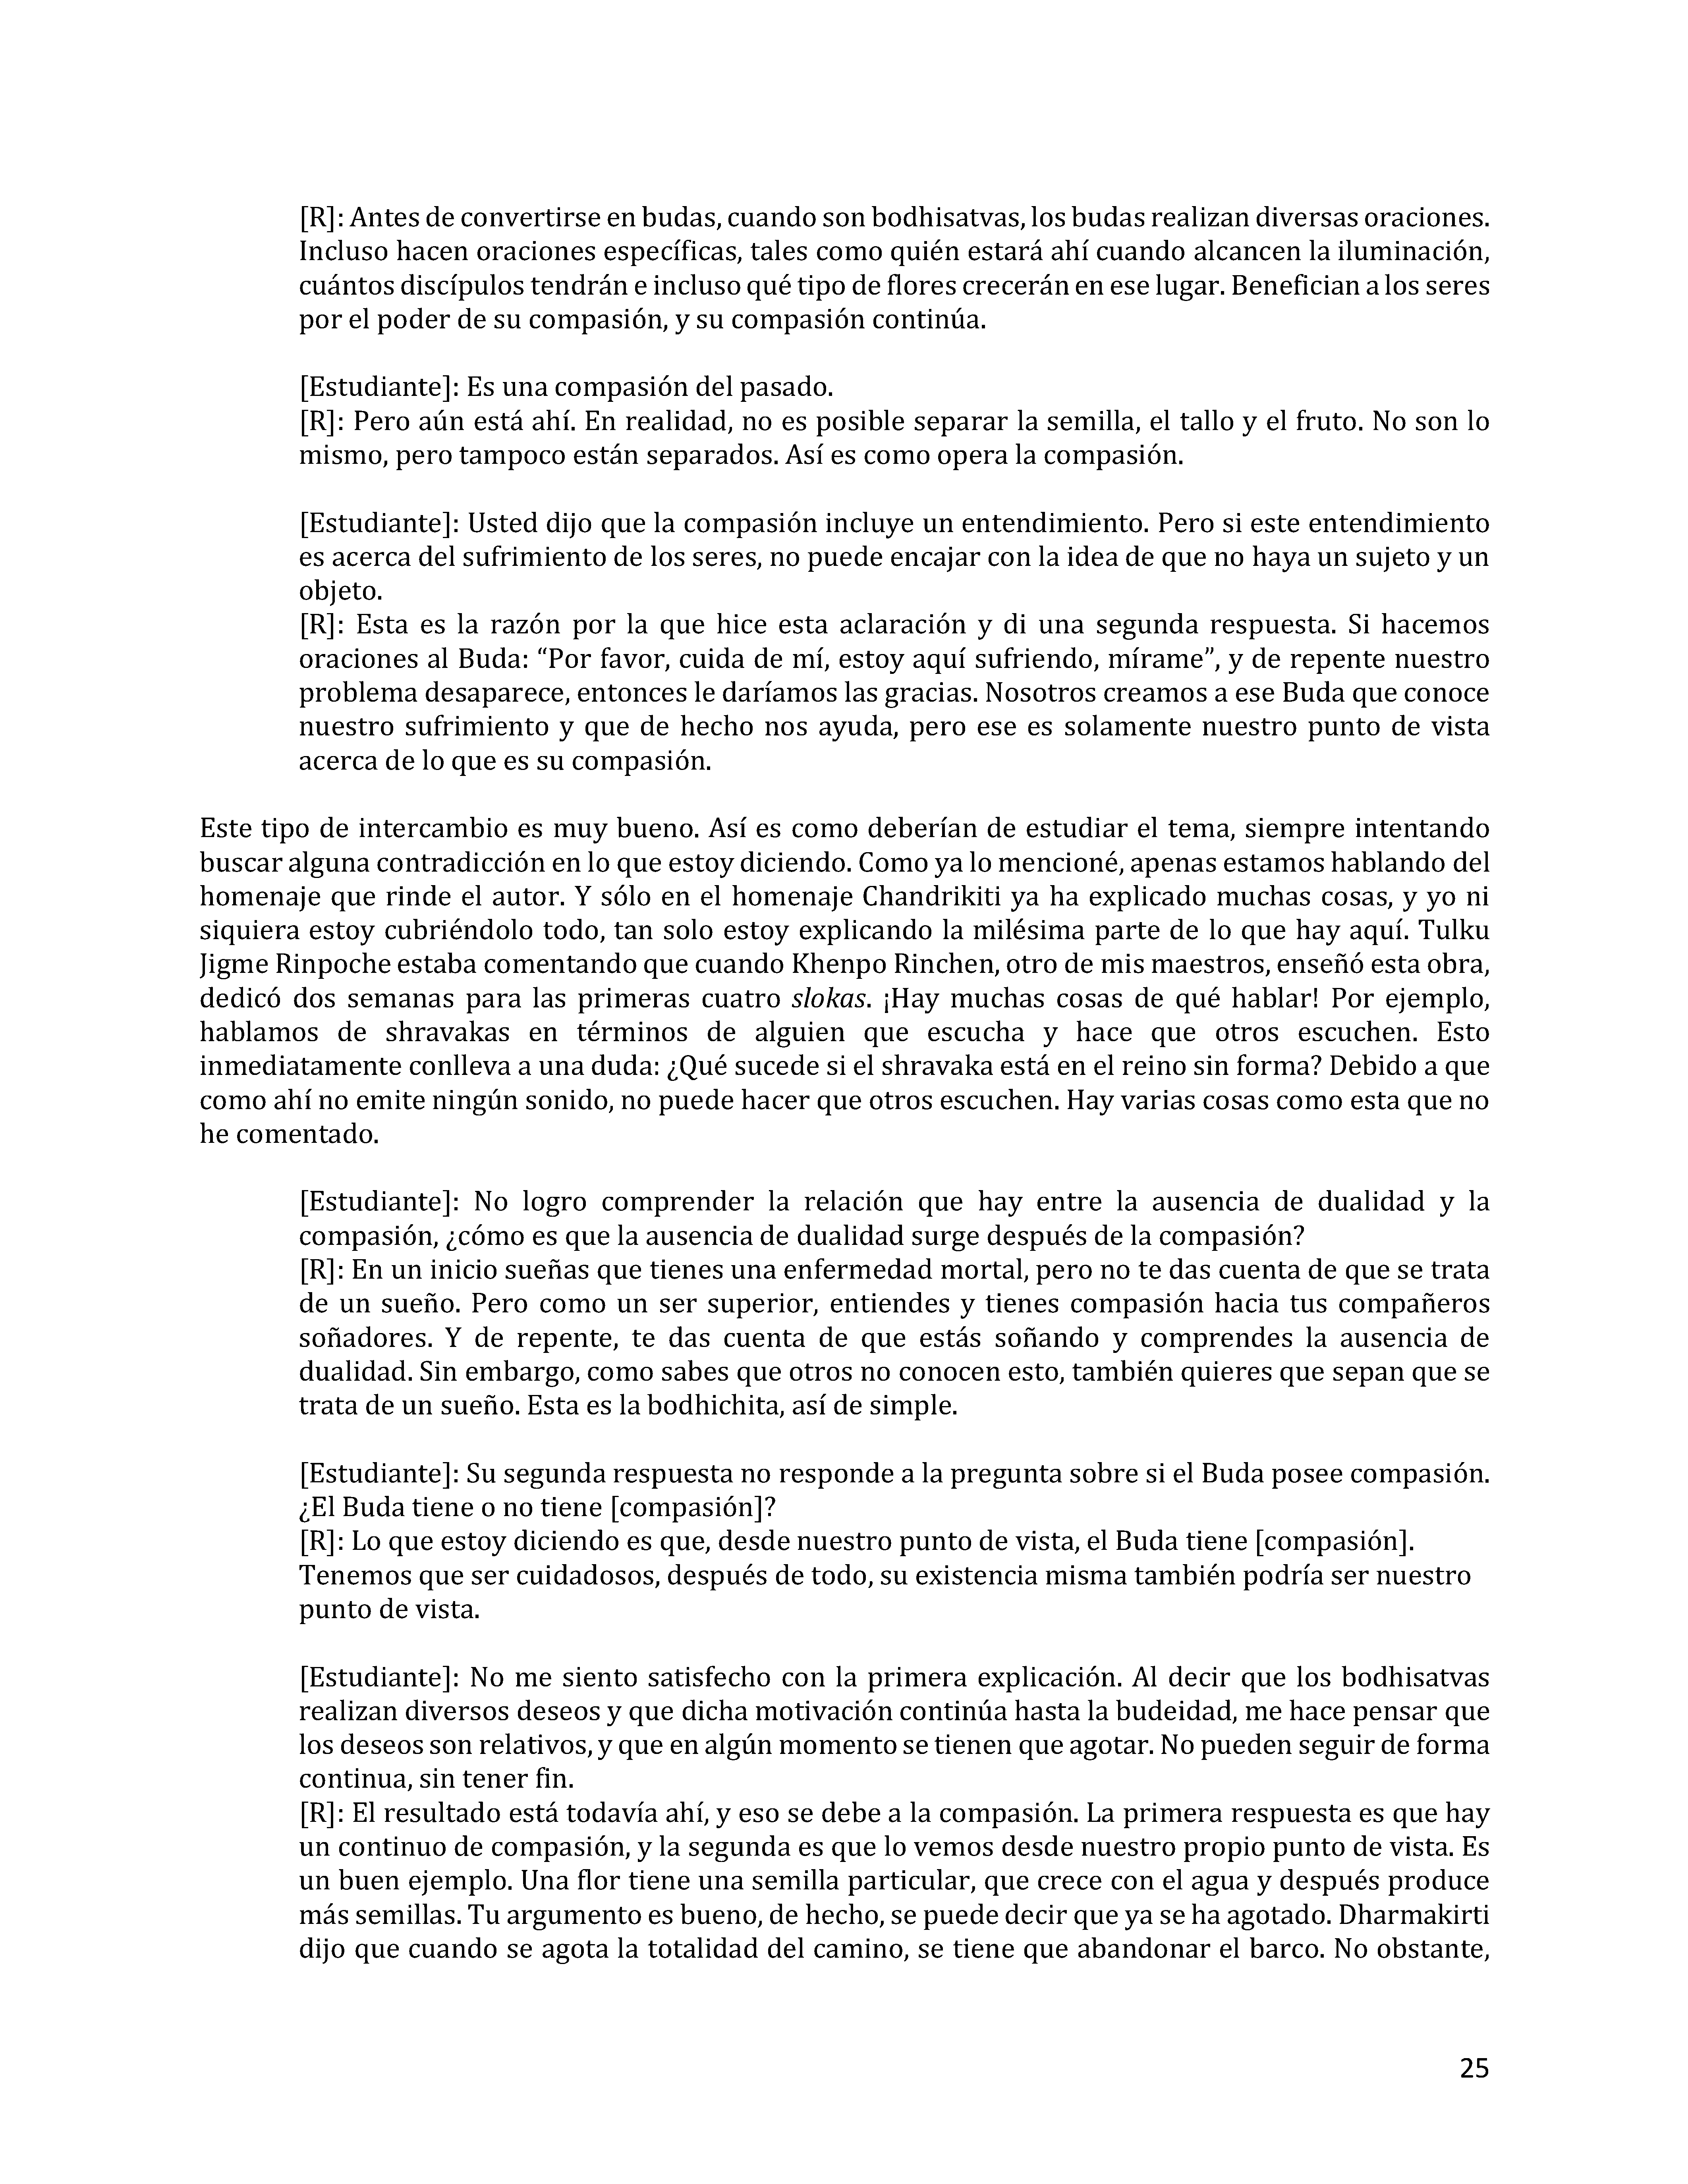 [R]: Antes de convertirse en budas, cuando son bodhisatvas, los budas realizan diversas oraciones.
Incluso hacen oraciones específicas, tales como quién estará ahí cuando alcancen la iluminación,
cuántos discípulos tendrán e incluso qué tipo de flores crecerán en ese lugar. Benefician a los seres
por el poder de su compasión, y su compasión continúa.
[Estudiante]: Es una compasión del pasado.
[R]: Pero aún está ahí. En realidad, no es posible separar la semilla, el tallo y el fruto. No son lo
mismo, pero tampoco están separados. Así es como opera la compasión.
[Estudiante]: Usted dijo que la compasión incluye un entendimiento. Pero si este entendimiento
es acerca del sufrimiento de los seres, no puede encajar con la idea de que no haya un sujeto y un
objeto.
[R]: Esta es la razón por la que hice esta aclaración y di una segunda respuesta. Si hacemos
oraciones al Buda: “Por favor, cuida de mí, estoy aquí sufriendo, mírame”, y de repente nuestro
problema desaparece, entonces le daríamos las gracias. Nosotros creamos a ese Buda que conoce
nuestro sufrimiento y que de hecho nos ayuda, pero ese es solamente nuestro punto de vista
acerca de lo que es su compasión.
Este tipo de intercambio es muy bueno. Así es como deberían de estudiar el tema, siempre intentando
buscar alguna contradicción en lo que estoy diciendo. Como ya lo mencioné, apenas estamos hablando del
homenaje que rinde el autor. Y sólo en el homenaje Chandrikiti ya ha explicado muchas cosas, y yo ni
siquiera estoy cubriéndolo todo, tan solo estoy explicando la milésima parte de lo que hay aquí. Tulku
Jigme Rinpoche estaba comentando que cuando Khenpo Rinchen, otro de mis maestros, enseñó esta obra,
dedicó dos semanas para las primeras cuatro slokas. ¡Hay muchas cosas de qué hablar! Por ejemplo,
hablamos de shravakas en términos de alguien que escucha y hace que otros escuchen. Esto
inmediatamente conlleva a una duda: ¿Qué sucede si el shravaka está en el reino sin forma? Debido a que
como ahí no emite ningún sonido, no puede hacer que otros escuchen. Hay varias cosas como esta que no
he comentado.
[Estudiante]: No logro comprender la relación que hay entre la ausencia de dualidad y la
compasión, ¿cómo es que la ausencia de dualidad surge después de la compasión?
[R]: En un inicio sueñas que tienes una enfermedad mortal, pero no te das cuenta de que se trata
de un sueño. Pero como un ser superior, entiendes y tienes compasión hacia tus compañeros
soñadores. Y de repente, te das cuenta de que estás soñando y comprendes la ausencia de
dualidad. Sin embargo, como sabes que otros no conocen esto, también quieres que sepan que se
trata de un sueño. Esta es la bodhichita, así de simple.
[Estudiante]: Su segunda respuesta no responde a la pregunta sobre si el Buda posee compasión.
¿El Buda tiene o no tiene [compasión]?
[R]: Lo que estoy diciendo es que, desde nuestro punto de vista, el Buda tiene [compasión].
Tenemos que ser cuidadosos, después de todo, su existencia misma también podría ser nuestro
punto de vista.
[Estudiante]: No me siento satisfecho con la primera explicación. Al decir que los bodhisatvas
realizan diversos deseos y que dicha motivación continúa hasta la budeidad, me hace pensar que
los deseos son relativos, y que en algún momento se tienen que agotar. No pueden seguir de forma
continua, sin tener fin.
[R]: El resultado está todavía ahí, y eso se debe a la compasión. La primera respuesta es que hay
un continuo de compasión, y la segunda es que lo vemos desde nuestro propio punto de vista. Es
un buen ejemplo. Una flor tiene una semilla particular, que crece con el agua y después produce
más semillas. Tu argumento es bueno, de hecho, se puede decir que ya se ha agotado. Dharmakirti
dijo que cuando se agota la totalidad del camino, se tiene que abandonar el barco. No obstante,
25